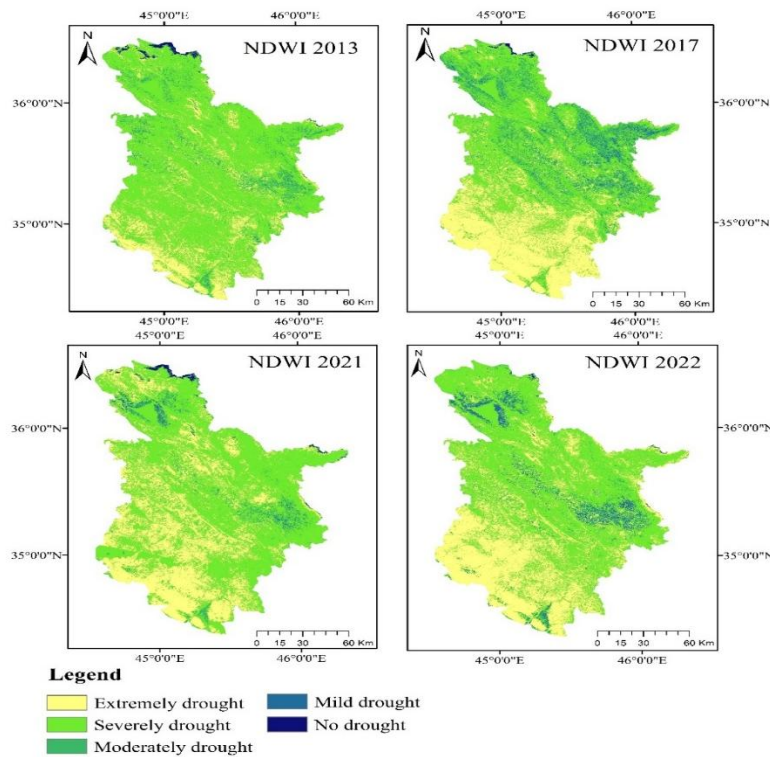 45°0'0"E 46°0'0"E 45°0'0"E 46°0'0"E
N NDWI 2013 N NDWI 2017
36°0'0"N 36°0'0"N
35°0'0"N 35°0'0"N
0 15 30 60 Km 0 15 30 60 Km
45°0'0"E 46°0'0"E 45°0'0"E 46°0'0"E
N NDWI 2021 N NDWI 2022
36°0'0"N 36°0'0"N
35°0'0"N 35°0'0"N
0 15 30 60 Km 0 15 30 60 Km
45°0'0"E 46°0'0"E 45°0'0"E 46°0'0"E
Legend
Extremely drought Mild drought
Severely drought No drought
Moderately drought